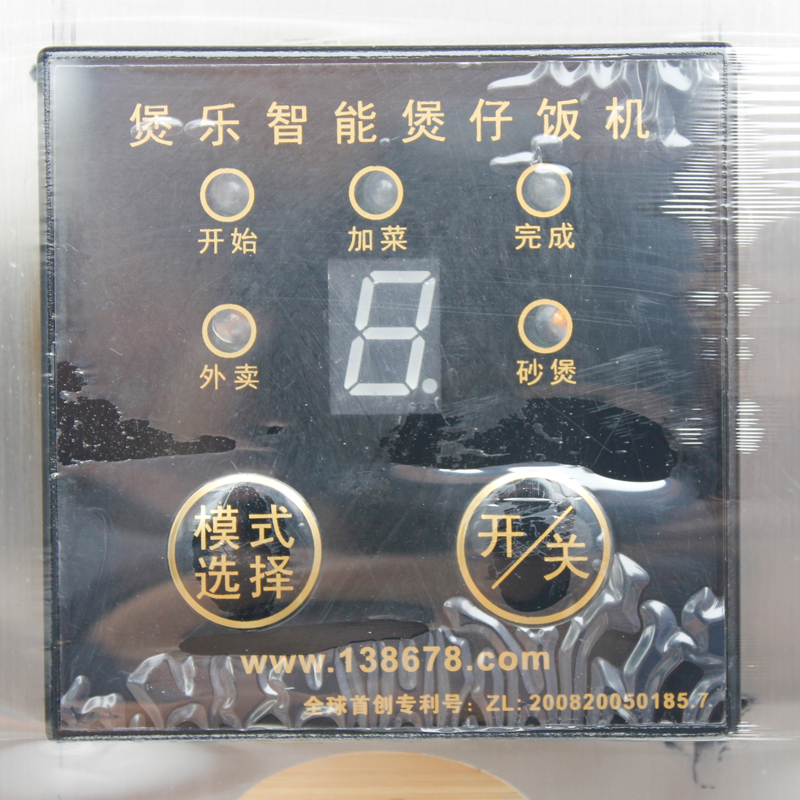 煲乐智能煲仔饭机
开始 加菜 完成
8.
外卖 砂煲
模式 开/关
选择
www.138678.com
全球首创专利号：ZL：200820050185.7